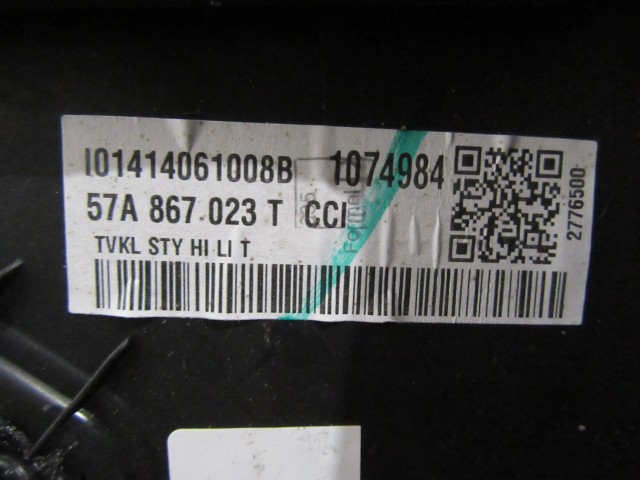 I01414061008B 1074984
57A 867 023 T CCI
TVKL STY HI LI T
2776500